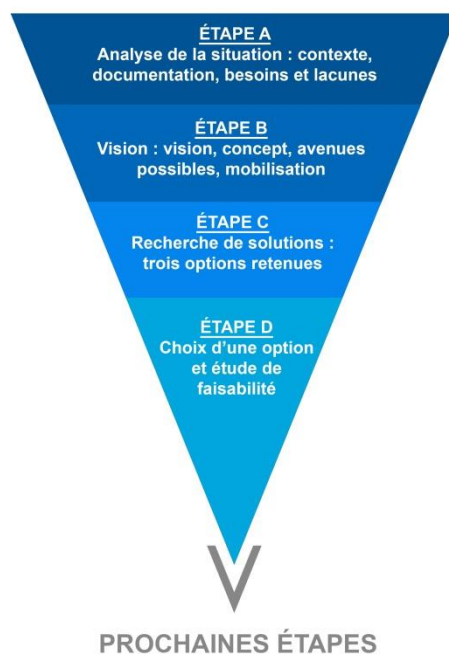 ÉTAPE A
Analyse de la situation : contexte,
documentation, besoins et lacunes
ÉTAPE B
Vision : vision, concept, avenues
possibles, mobilisation
ÉTAPE C
Recherche de solutions :
trois options retenues
ÉTAPE D
Choix d'une option
et étude de
faisabilité
PROCHAINES ÉTAPES